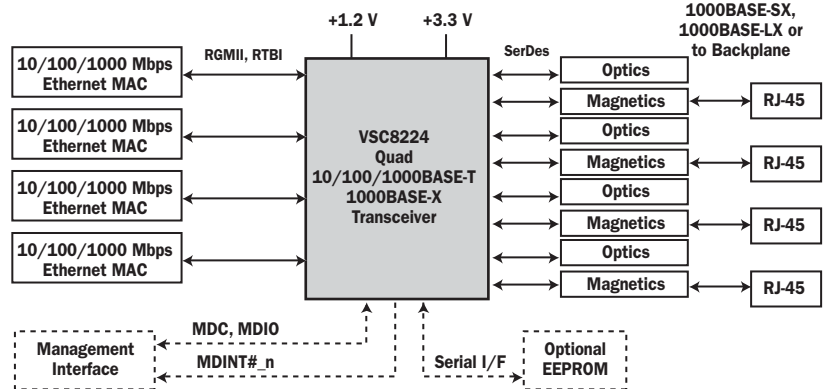 1000BASE-SX,
1000BASE-LX or
to Backplane
+1.2 V
+3.3 V
RGMII, RTBI
SerDes
10/100/1000 Mbps
Ethernet MAC
10/100/1000 Mbps
Ethernet MAC
10/100/1000 Mbps
Ethernet MAC
10/100/1000 Mbps
Ethernet MAC
VSC8224
Quad
10/100/1000BASE-T
1000BASE-X
Transceiver
Optics
Magnetics
RJ-45
Optics
Magnetics
RJ-45
Optics
Magnetics
RJ-45
Optics
Magnetics
RJ-45
Management
Interface
MDC, MDIO
MDINT#_n
Serial I/F
Optional
EEPROM